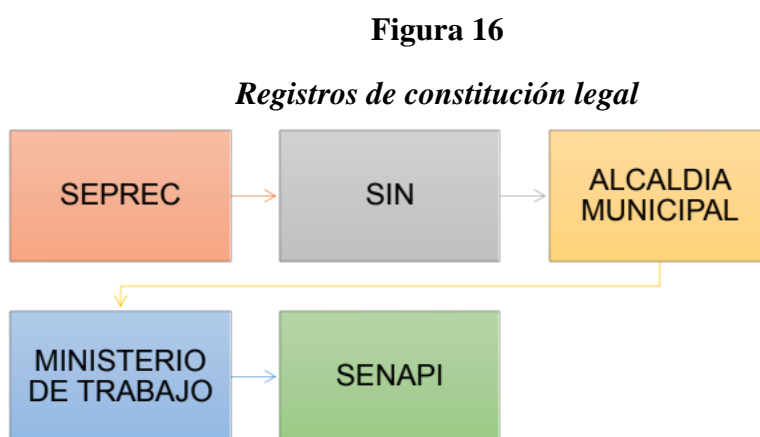 Figura 16
Registros de constitución legal
SEPREC
SIN
ALCALDIA
MUNICIPAL
MINISTERIO
DE TRABAJO
SENAPI